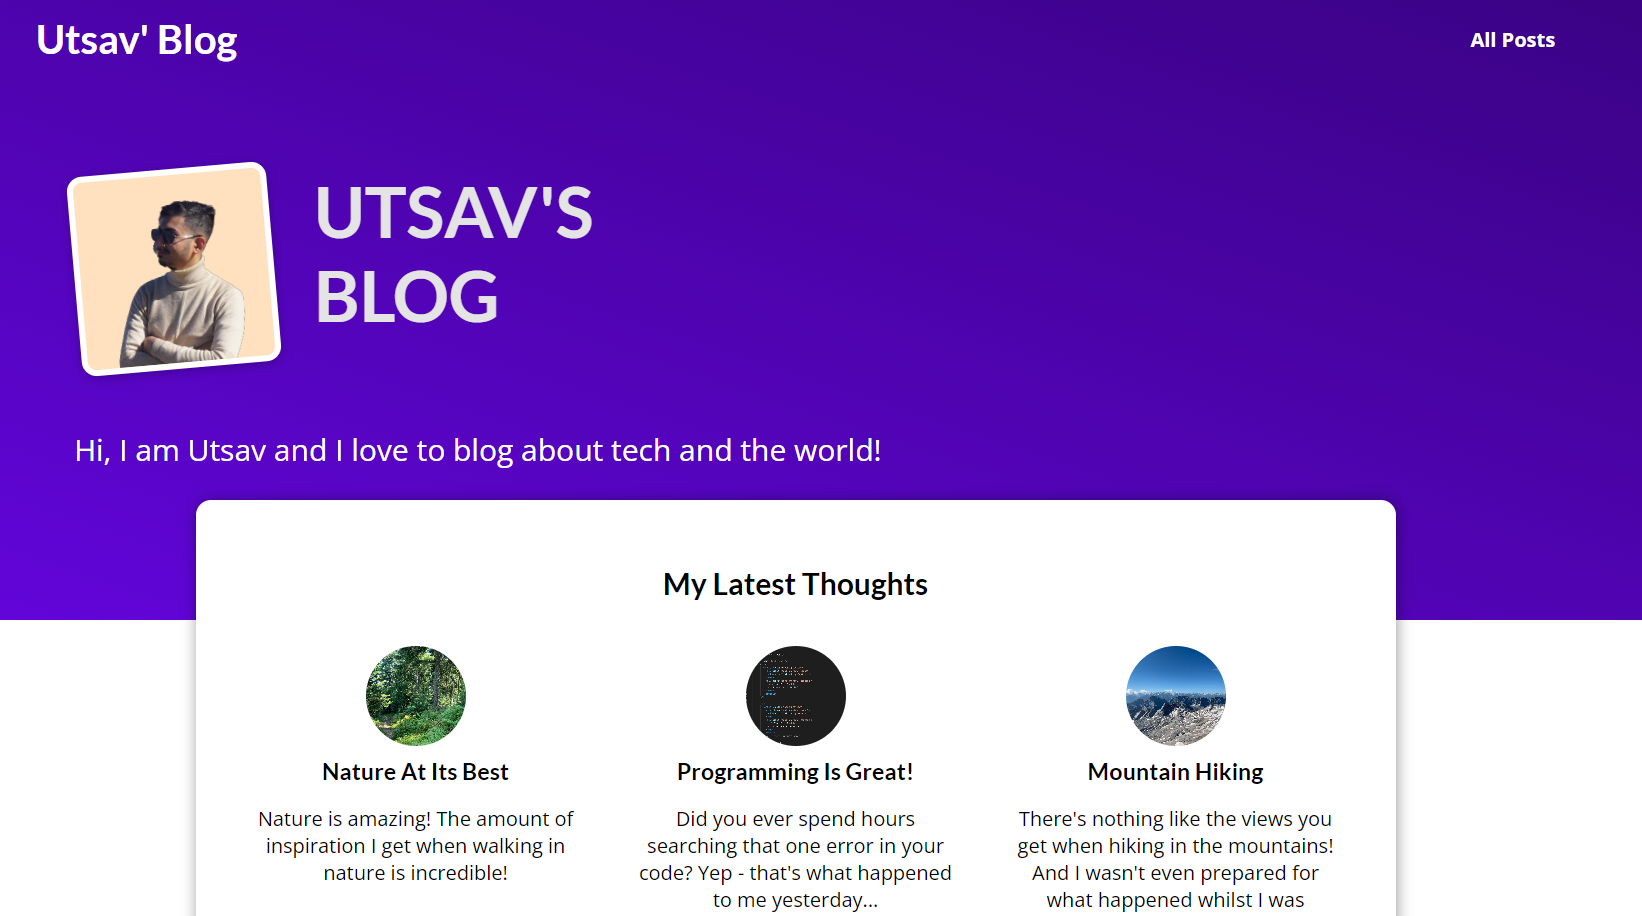 Utsav' Blog
All Posts
UTSAV'S
BLOG
Hi, I am Utsav and I love to blog about tech and the world!
My Latest Thoughts
Nature At Its Best
Nature is amazing! The amount of
inspiration I get when walking in
nature is incredible!
Programming Is Great!
Did you ever spend hours
searching that one error in your
code? Yep - that's what happened
to me yesterday...
Mountain Hiking
There's nothing like the views you
get when hiking in the mountains!
And I wasn't even prepared for
what happened whilst I was